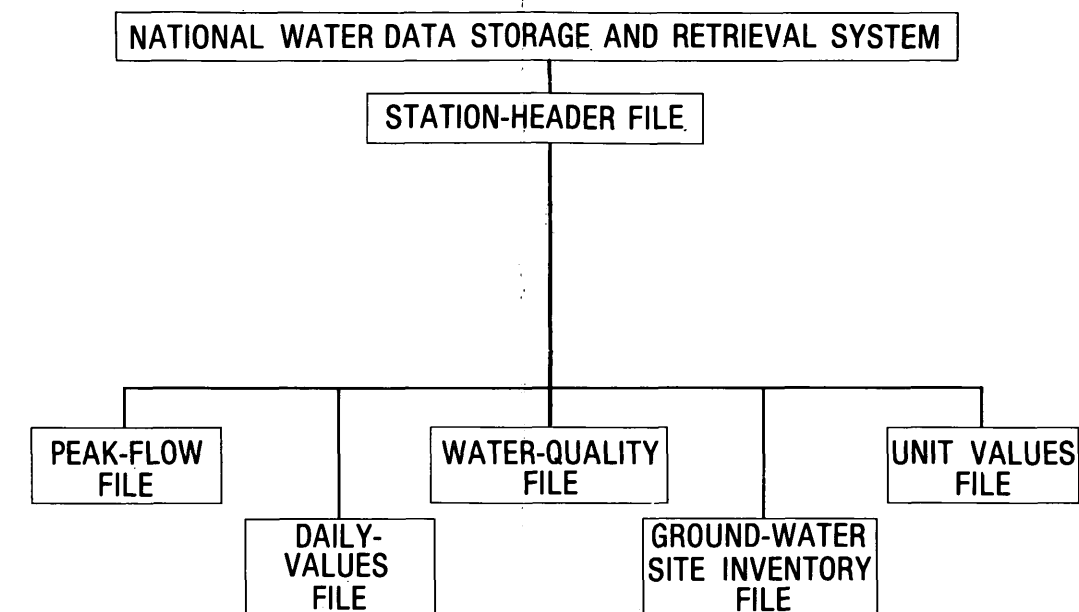 NATIONAL WATER DATA STORAGE AND RETRIEVAL SYSTEM
STATION-HEADER FILE
PEAK-FLOW
FILE
WATER-QUALITY
FILE
UNIT VALUES
FILE
DAILY-
VALUES
FILE
GROUND-WATER
SITE INVENTORY
FILE